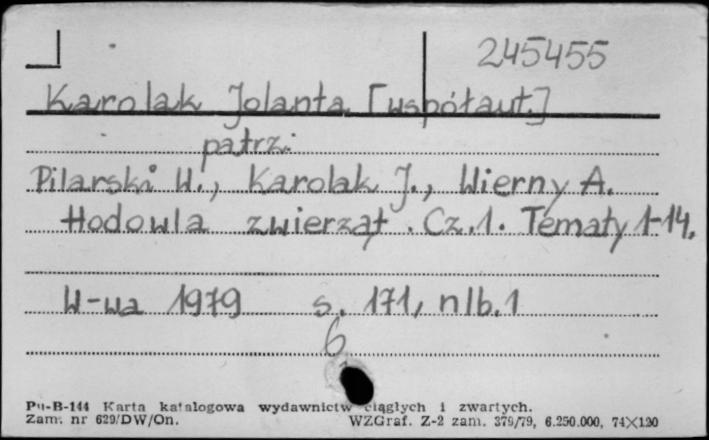 245455
Karolak Jolanta [współaut.]
patrz:
Pilarski W., Karolak J., Wierny A.
Hodowla zwierząt. Cz.1. Tematy 1-14.
W-wa 1979 s. 171, nlb.1
6
Pu-B-144 Karta katalogowa wydawnictw ciągłych i zwartych.
Zam. nr 629/DW/On. WZGraf. Z-2 zam. 379/79, 6.250.000, 74×120